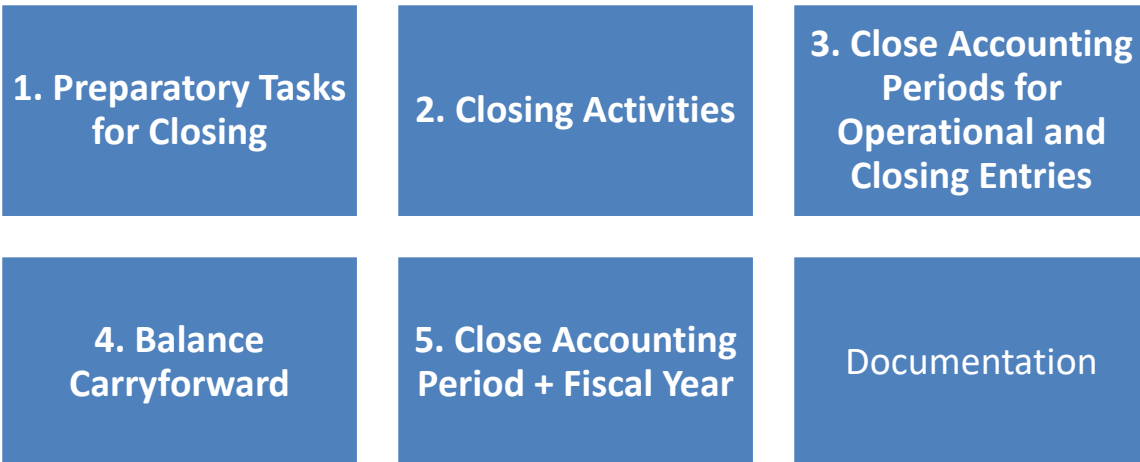 1. Preparatory Tasks
for Closing
2. Closing Activities
3. Close Accounting
Periods for
Operational and
Closing Entries
4. Balance
Carryforward
5. Close Accounting
Period + Fiscal Year
Documentation